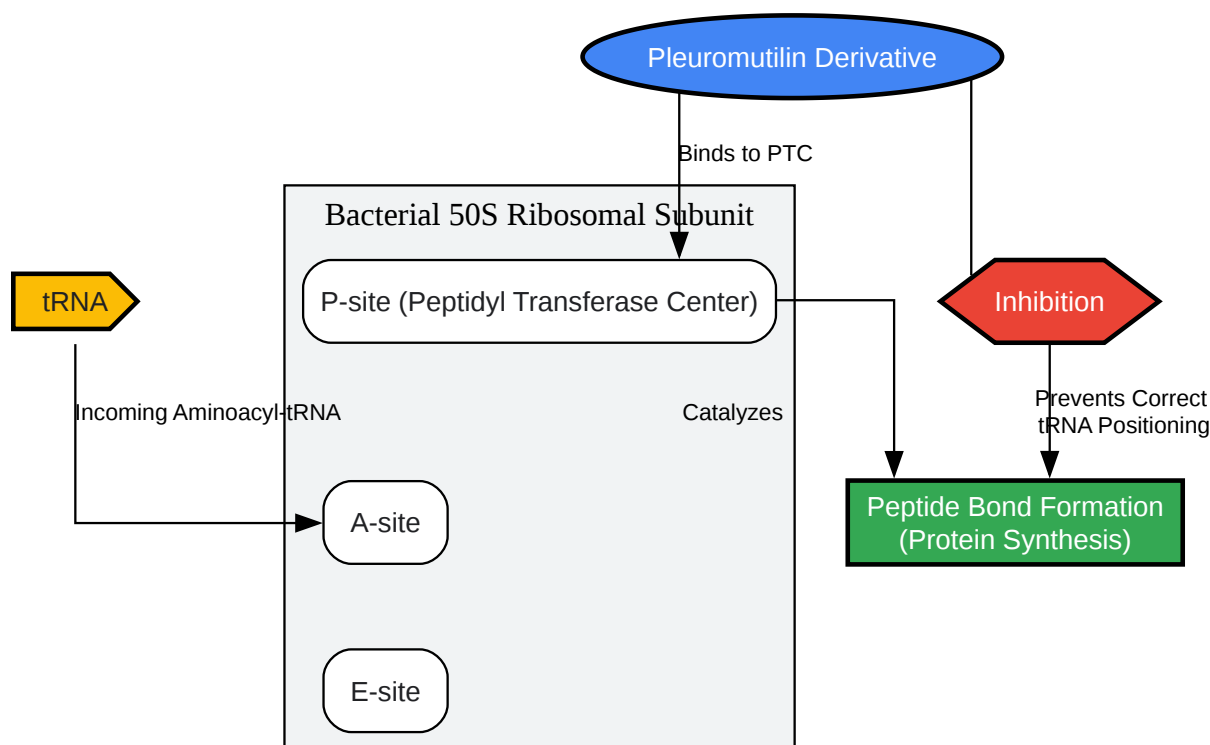 Pleuromutilin Derivative
Binds to PTC
Bacterial 50S Ribosomal Subunit
tRNA
P-site (Peptidyl Transferase Center)
Inhibition
Incoming Aminoacyl-tRNA
Catalyzes
Prevents Correct
tRNA Positioning
A-site
Peptide Bond Formation
(Protein Synthesis)
E-site